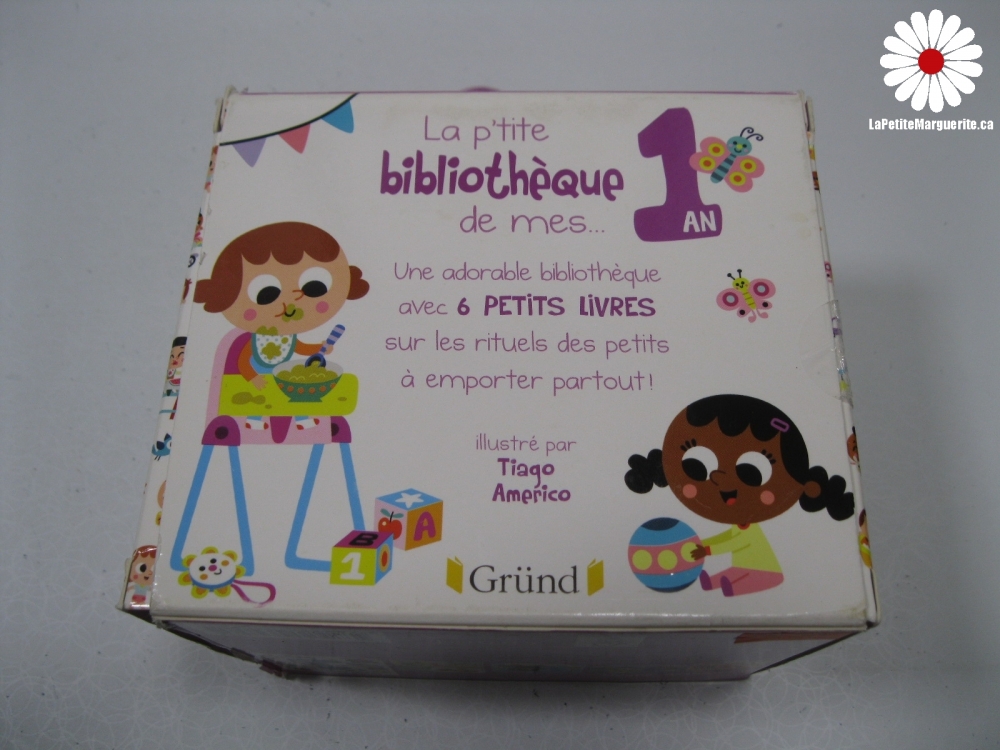 LaPetiteMarguerite.ca
La p'tite
bibliothèque
de mes...
1
AN
Une adorable bibliothèque
avec 6 PETITS LIVRES
sur les rituels des petits
à emporter partout!
illustré par
Tiago
Americo
A
B
1
Gründ